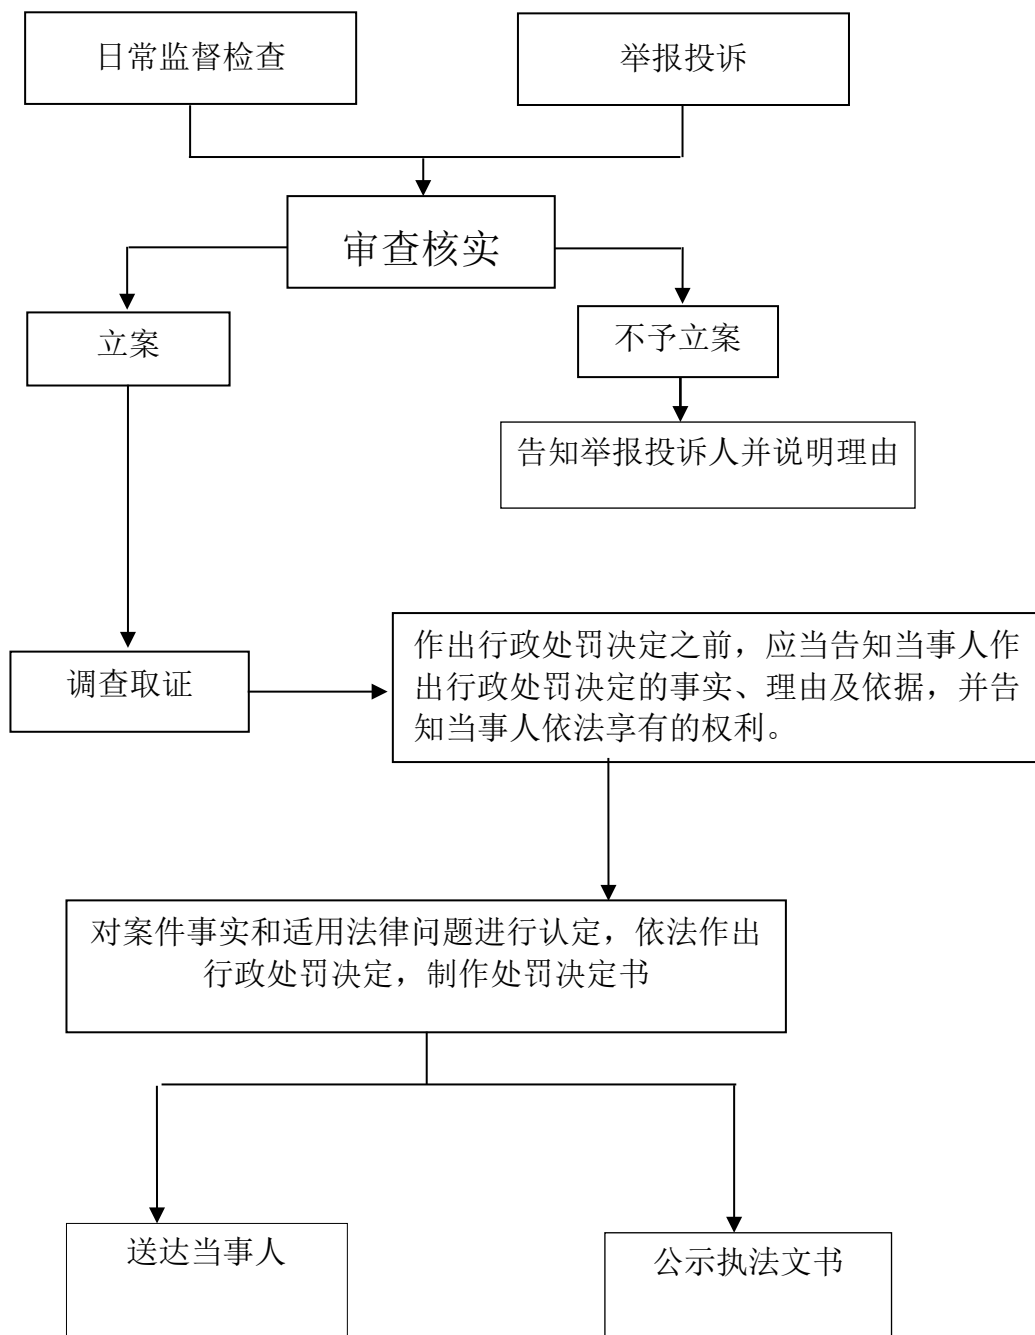 日常监督检查
举报投诉
审查核实
立案
不予立案
告知举报投诉人并说明理由
调查取证
作出行政处罚决定之前，应当告知当事人作
出行政处罚决定的事实、理由及依据，并告
知当事人依法享有的权利。
对案件事实和适用法律问题进行认定，依法作出
行政处罚决定，制作处罚决定书
送达当事人
公示执法文书